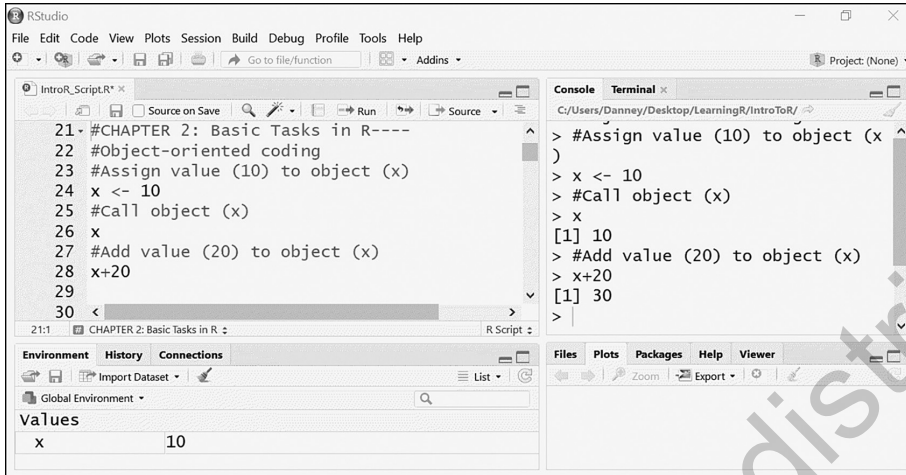 RStudio
File Edit Code View Plots Session Build Debug Profile Tools Help
Go to file/function Addins Project: (None)
IntroR_Script.R*
Source on Save Run Source
21 #CHAPTER 2: Basic Tasks in R----
22 #Object-oriented coding
23 #Assign value (10) to object (x)
24 x <- 10
25 #Call object (x)
26 x
27 #Add value (20) to object (x)
28 x+20
29
30
21:1 # CHAPTER 2: Basic Tasks in R R Script
Console Terminal
C:/Users/Danney/Desktop/LearningR/IntroToR/
> #Assign value (10) to object (x
)
> x <- 10
> #Call object (x)
> x
[1] 10
> #Add value (20) to object (x)
> x+20
[1] 30
>
Environment History Connections
Import Dataset List
Global Environment
Values
x 10
Files Plots Packages Help Viewer
Zoom Export
distri